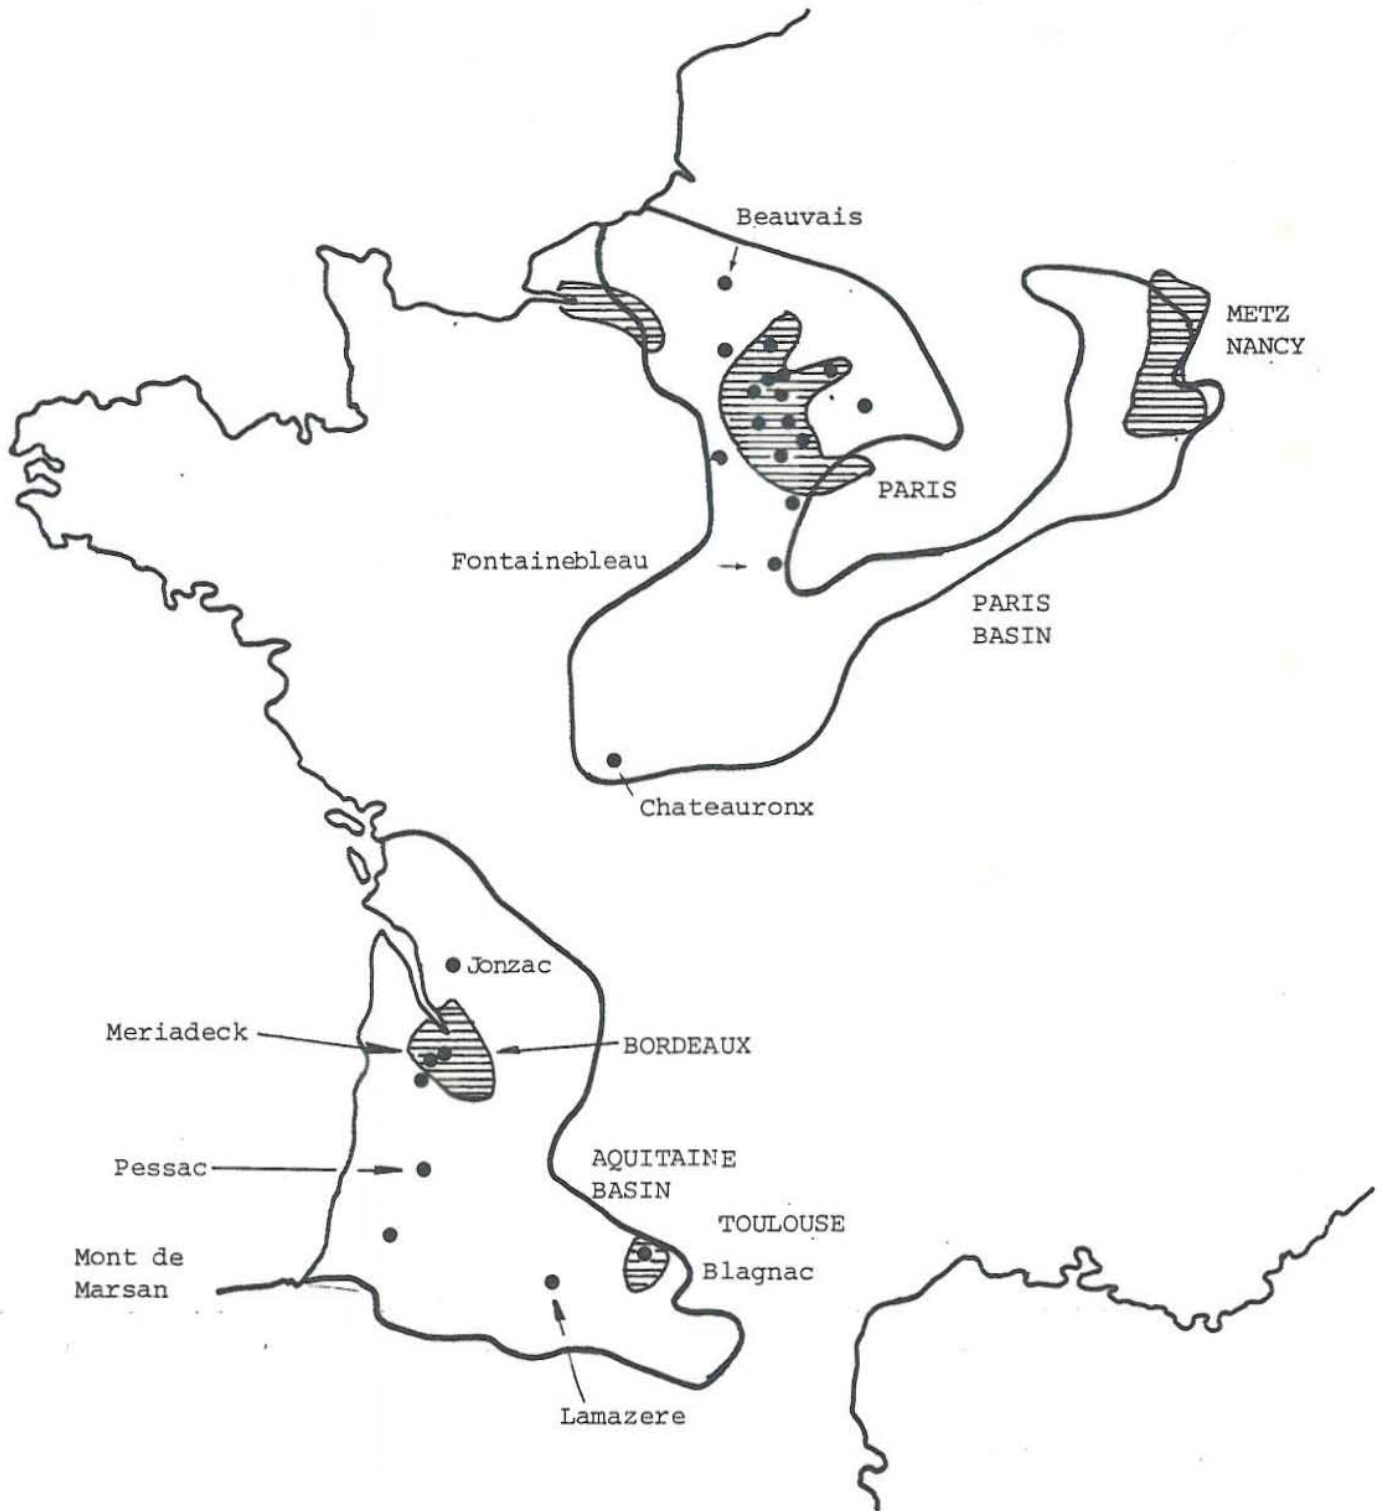 Beauvais
METZ
NANCY
PARIS
Fontainebleau
PARIS
BASIN
Chateauronx
Jonzac
Meriadeck
BORDEAUX
Pessac
AQUITAINE
BASIN
TOULOUSE
Mont de
Marsan
Blagnac
Lamazere